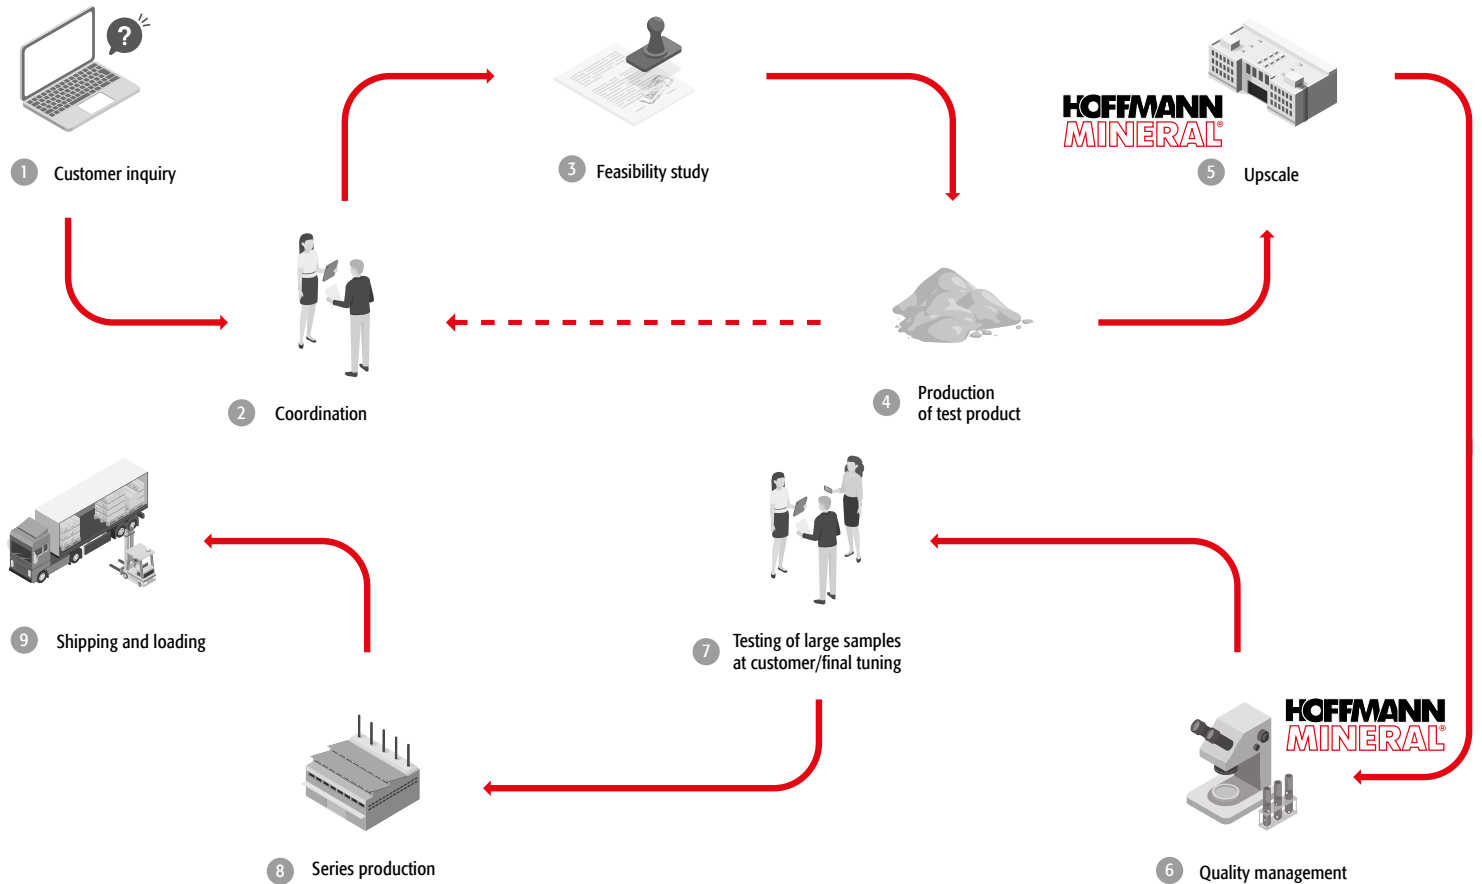 ?
1 Customer inquiry
2 Coordination
3 Feasibility study
4 Production
of test product
HOFFMANN
MINERAL®
5 Upscale
HOFFMANN
MINERAL®
6 Quality management
7 Testing of large samples
at customer/final tuning
8 Series production
9 Shipping and loading